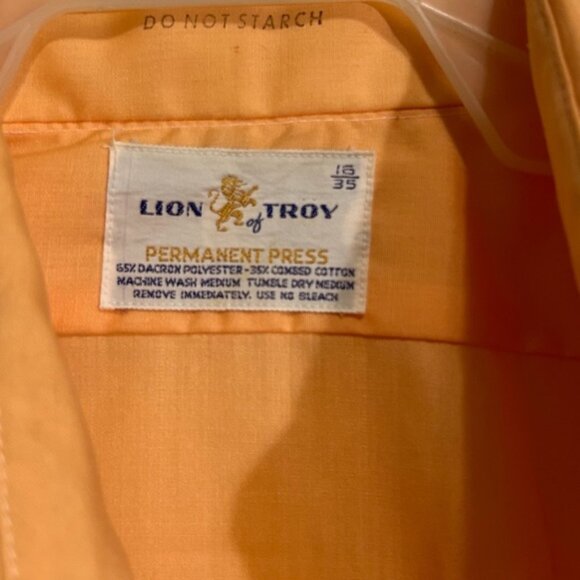 DO NOT STARCH
16
35
LION of TROY
PERMANENT PRESS
65% DACRON POLYESTER-35% COMBED COTTON
MACHINE WASH MEDIUM TUMBLE DRY MEDIUM
REMOVE IMMEDIATELY. USE NO BLEACH